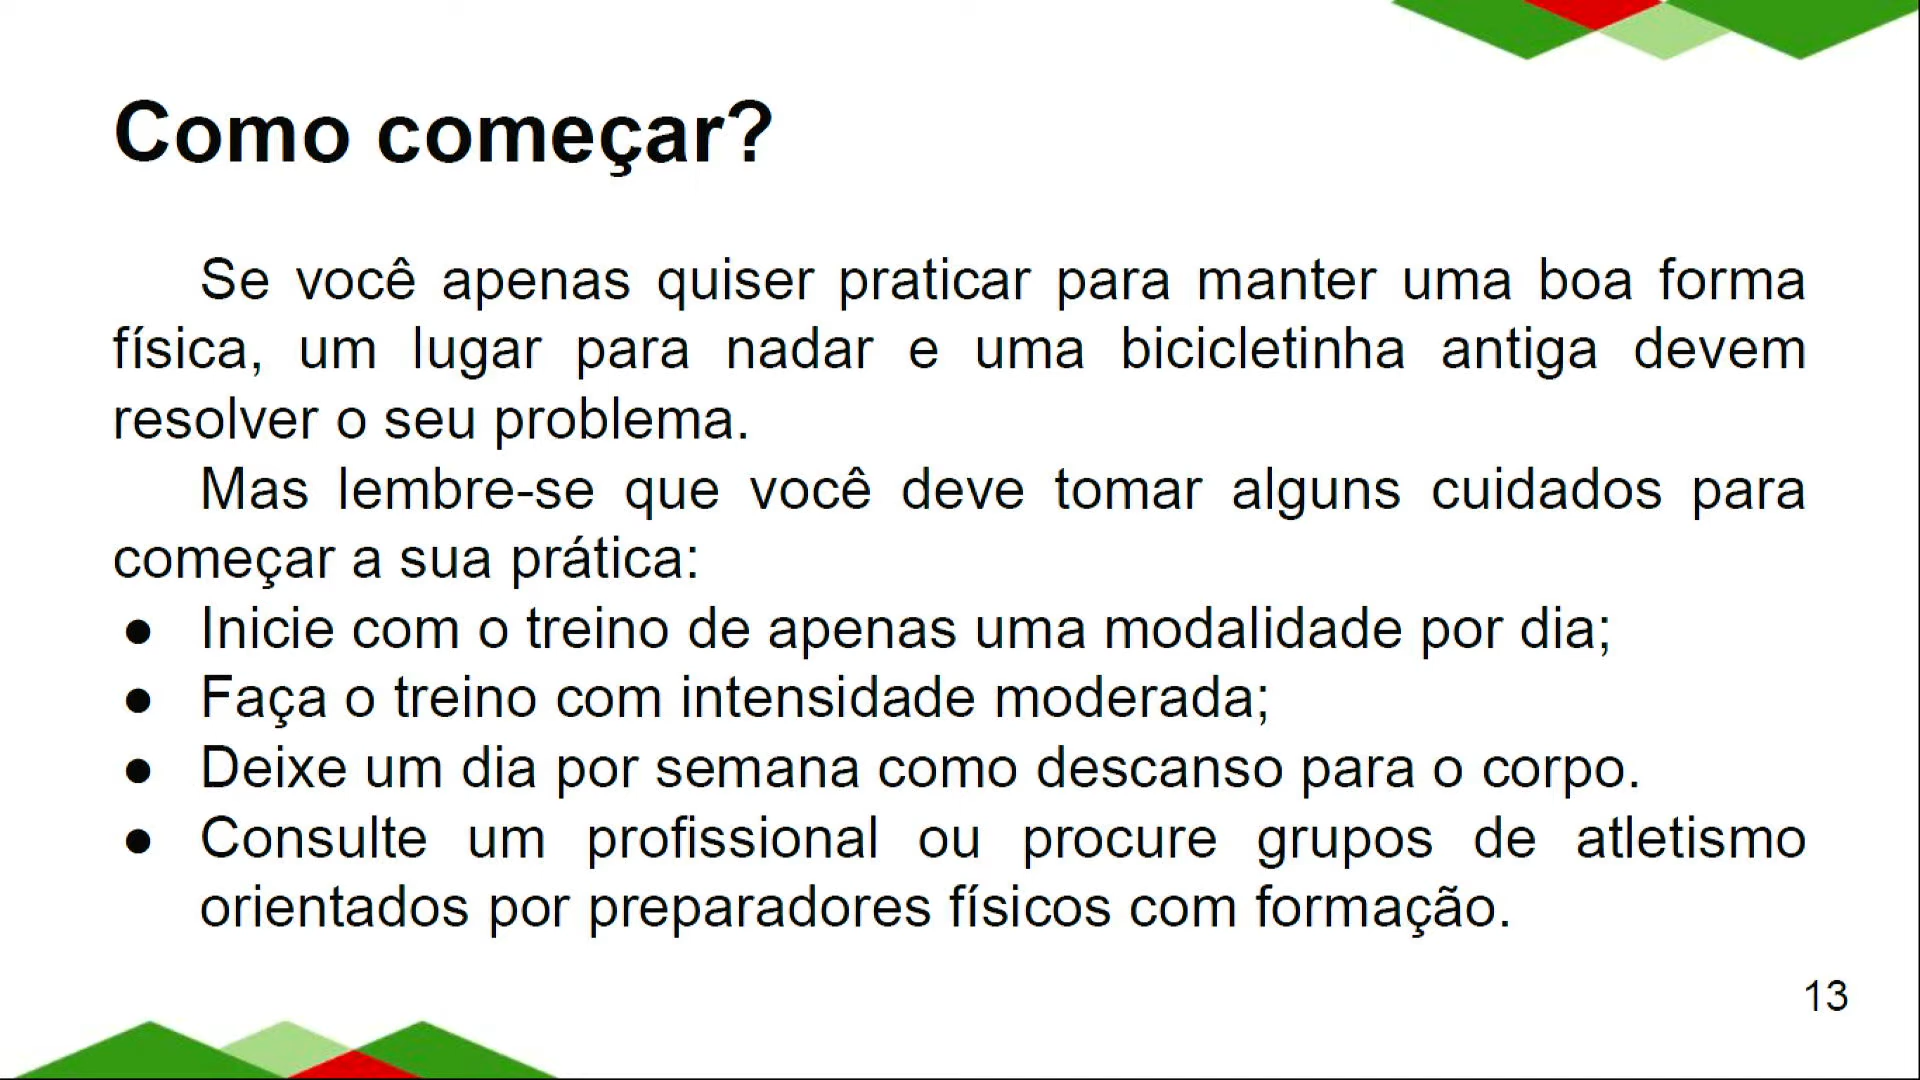 Como começar?
Se você apenas quiser praticar para manter uma boa forma
física, um lugar para nadar e uma bicicletinha antiga devem
resolver o seu problema.
Mas lembre-se que você deve tomar alguns cuidados para
começar a sua prática:
● Inicie com o treino de apenas uma modalidade por dia;
● Faça o treino com intensidade moderada;
● Deixe um dia por semana como descanso para o corpo.
● Consulte um profissional ou procure grupos de atletismo
orientados por preparadores físicos com formação.
13